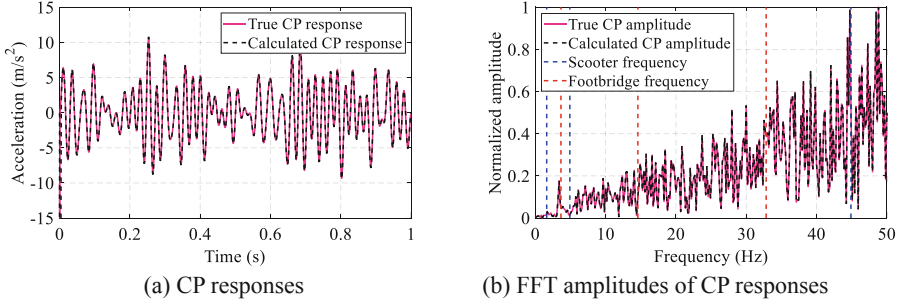 15
10
5
0
-5
-10
-15
Acceleration (m/s²)
True CP response
Calculated CP response
0 0.2 0.4 0.6 0.8 1
Time (s)
(a) CP responses
1
0.8
0.6
0.4
0.2
0
Normalized amplitude
True CP amplitude
Calculated CP amplitude
Scooter frequency
Footbridge frequency
0 10 20 30 40 50
Frequency (Hz)
(b) FFT amplitudes of CP responses